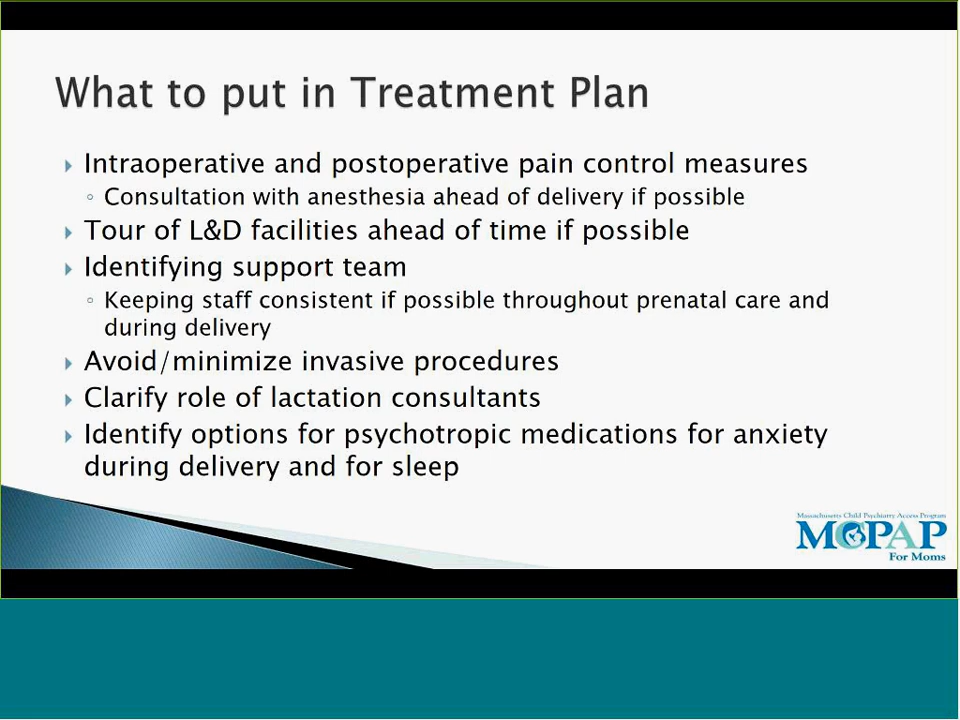 What to put in Treatment Plan
Intraoperative and postoperative pain control measures
Consultation with anesthesia ahead of delivery if possible
Tour of L&D facilities ahead of time if possible
Identifying support team
Keeping staff consistent if possible throughout prenatal care and
during delivery
Avoid/minimize invasive procedures
Clarify role of lactation consultants
Identify options for psychotropic medications for anxiety
during delivery and for sleep
Massachusetts Child Psychiatry Access Program
MCPAP
For Moms